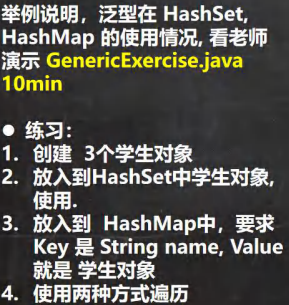 举例说明，泛型在 HashSet,
HashMap 的使用情况, 看老师
演示 GenericExercise.java
10min
● 练习：
1. 创建 3个学生对象
2. 放入到HashSet中学生对象,
使用.
3. 放入到 HashMap中，要求
Key 是 String name, Value
就是 学生对象
4. 使用两种方式遍历